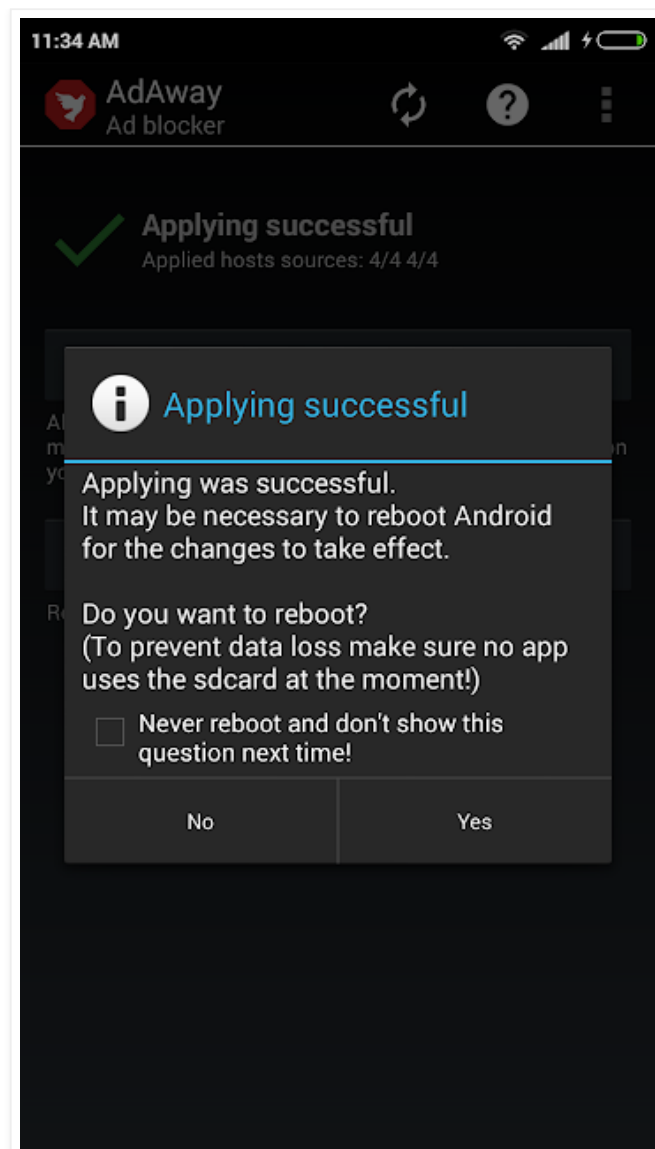 11:34 AM
AdAway
Ad blocker
Applying successful
Applied hosts sources: 4/4 4/4
Applying successful
Applying was successful.
It may be necessary to reboot Android
for the changes to take effect.
Do you want to reboot?
(To prevent data loss make sure no app
uses the sdcard at the moment!)
Never reboot and don't show this
question next time!
No
Yes